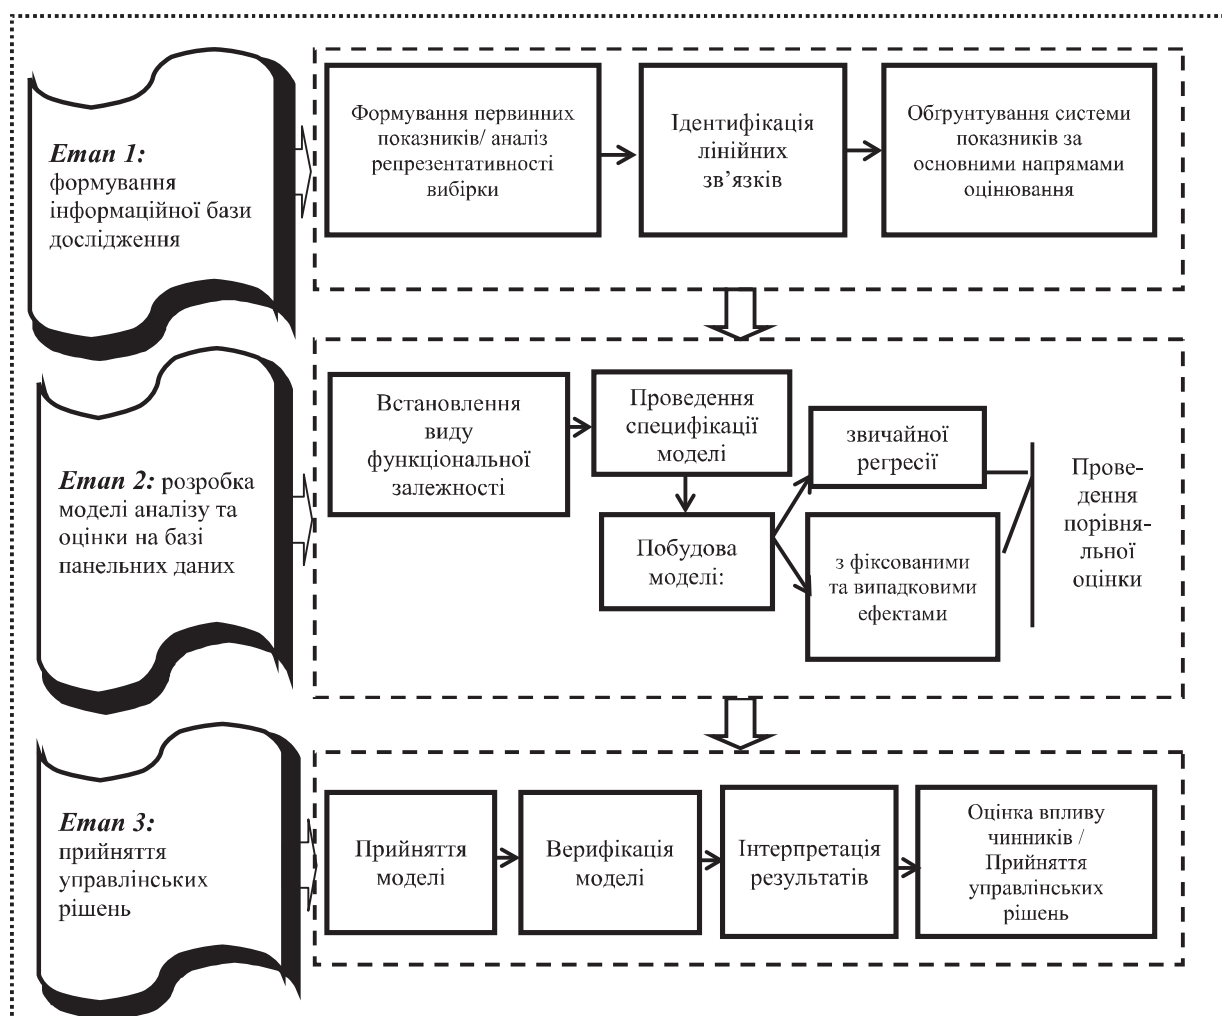 Етап 1:
формування
інформаційної бази
дослідження
Формування первинних
показників/ аналіз
репрезентативності
вибірки
Ідентифікація
лінійних
зв’язків
Обґрунтування системи
показників за
основними напрямами
оцінювання
Етап 2: розробка
моделі аналізу та
оцінки на базі
панельних даних
Встановлення
виду
функціональної
залежності
Проведення
специфікації
моделі
Побудова
моделі:
звичайної
регресії
з фіксованими
та випадковими
ефектами
Прове-
дення
порівня-
льної
оцінки
Етап 3:
прийняття
управлінських
рішень
Прийняття
моделі
Верифікація
моделі
Інтерпретація
результатів
Оцінка впливу
чинників /
Прийняття
управлінських
рішень